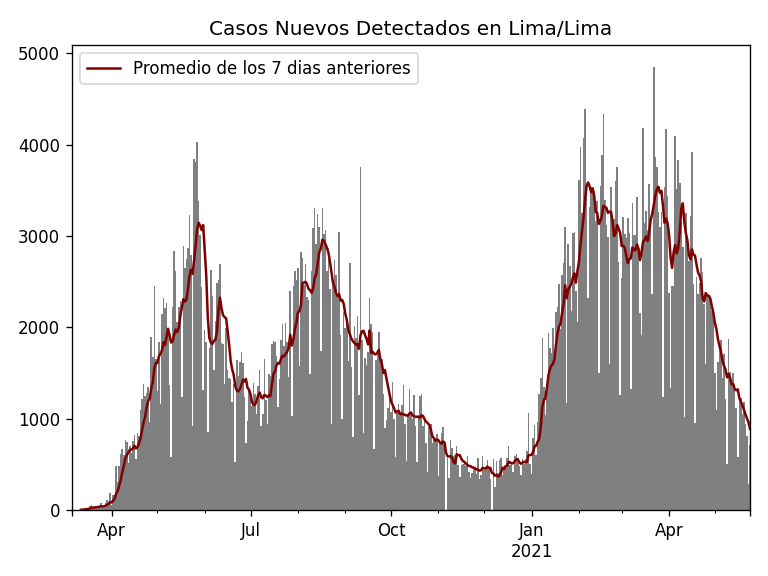 Casos Nuevos Detectados en Lima/Lima
Promedio de los 7 dias anteriores
5000
4000
3000
2000
1000
0
Apr
Jul
Oct
Jan
Apr
2021